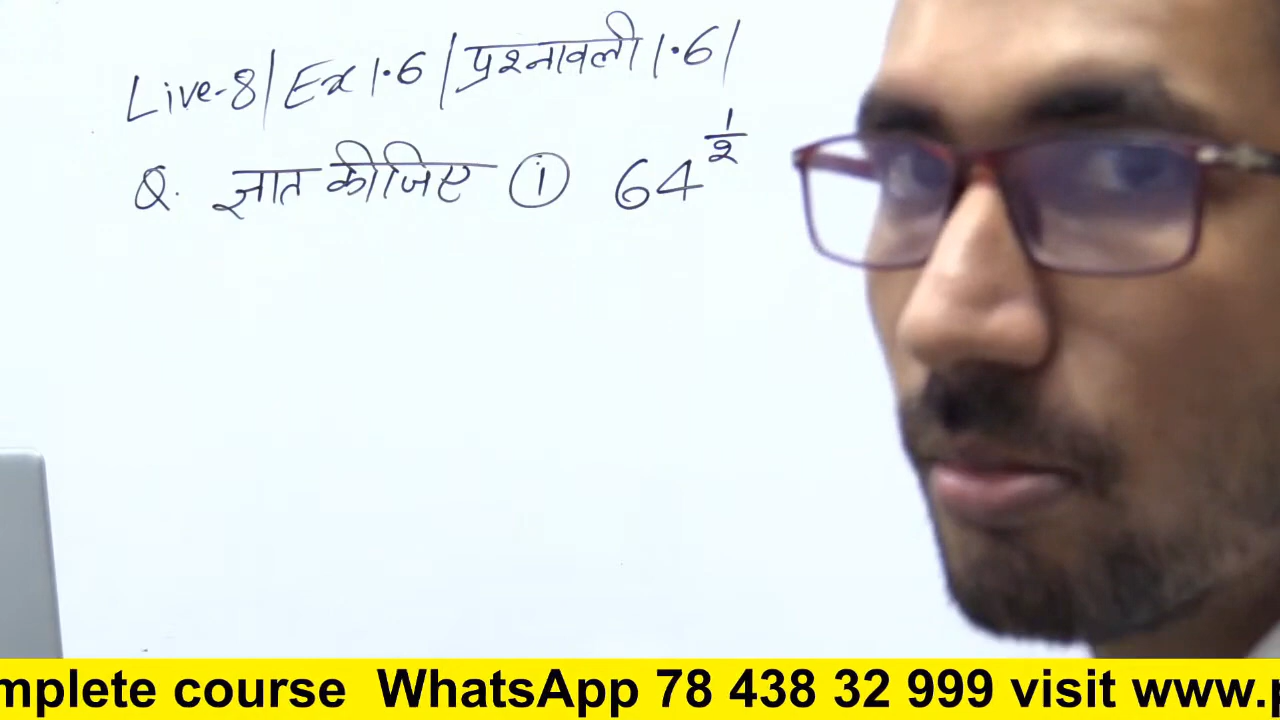 Live-8| Ex 1.6 | प्रश्नावली 1.6|
Q. ज्ञात कीजिए (i) 64^1/2
mplete course WhatsApp 78 438 32 999 visit www.p